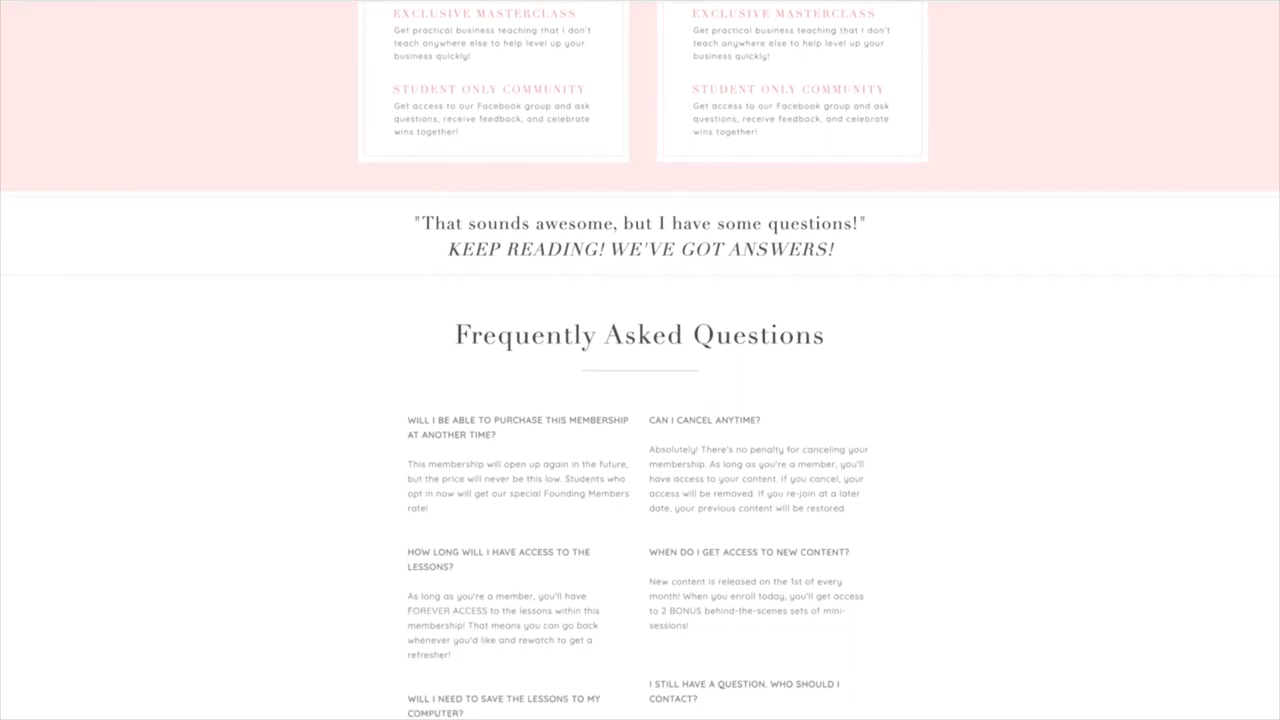 EXCLUSIVE MASTERCLASS
Get practical business teaching that I don't
teach anywhere else to help level up your
business quickly!
STUDENT ONLY COMMUNITY
Get access to our Facebook group and ask
questions, receive feedback, and celebrate
wins together!
EXCLUSIVE MASTERCLASS
Get practical business teaching that I don't
teach anywhere else to help level up your
business quickly!
STUDENT ONLY COMMUNITY
Get access to our Facebook group and ask
questions, receive feedback, and celebrate
wins together!
"That sounds awesome, but I have some questions!"
KEEP READING! WE'VE GOT ANSWERS!
Frequently Asked Questions
WILL I BE ABLE TO PURCHASE THIS MEMBERSHIP
AT ANOTHER TIME?
This membership will open up again in the future,
but the price will never be this low. Students who
opt in now will get our special Founding Members
rate!
HOW LONG WILL I HAVE ACCESS TO THE
LESSONS?
As long as you're a member, you'll have
FOREVER ACCESS to the lessons within this
membership! That means you can go back
whenever you'd like and rewatch to get a
refresher!
WILL I NEED TO SAVE THE LESSONS TO MY
COMPUTER?
CAN I CANCEL ANYTIME?
Absolutely! There's no penalty for canceling your
membership. As long as you're a member, you'll
have access to your content. If you cancel, your
access will be removed. If you re-join at a later
date, your previous content will be restored.
WHEN DO I GET ACCESS TO NEW CONTENT?
New content is released on the 1st of every
month! When you enroll today, you'll get access
to 2 BONUS behind-the-scenes sets of mini-
sessions!
I STILL HAVE A QUESTION. WHO SHOULD I
CONTACT?